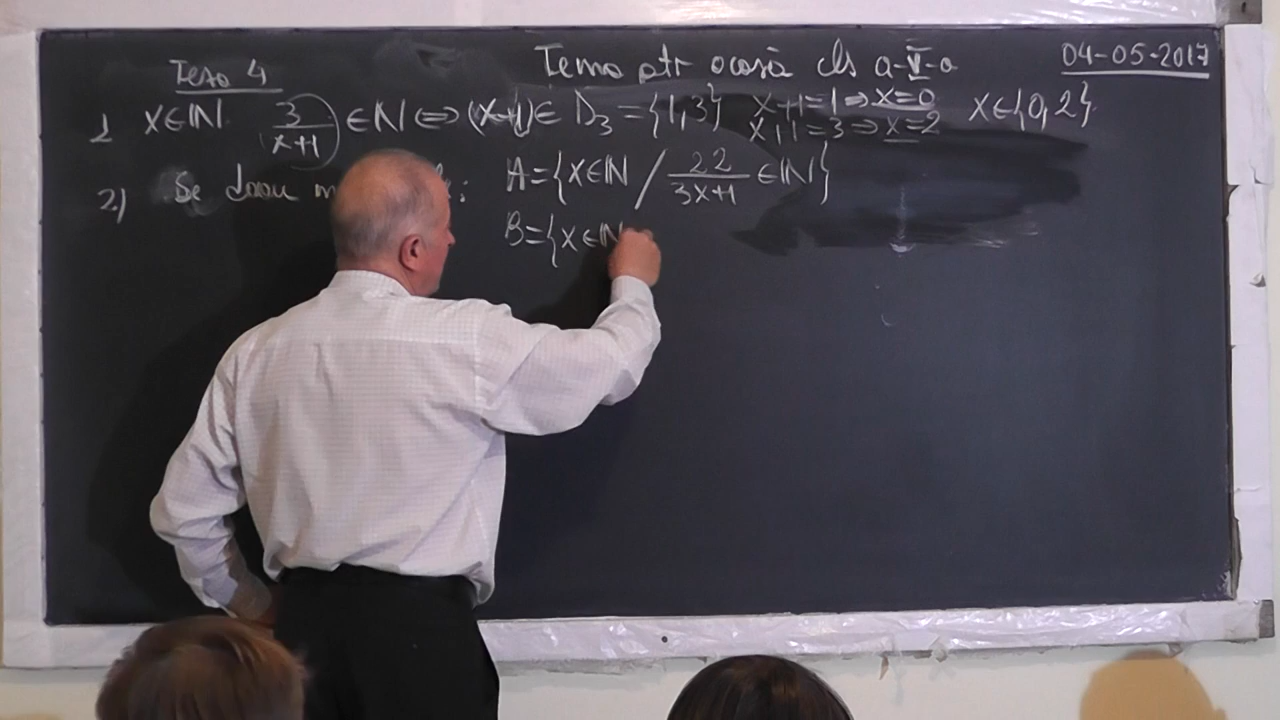 Tema 4 Tema ptr acasă cls a-V-a 04-05-2017
1 x∈ℕ 3/(x+1) ∈ℕ ⇔ (x+1)∈ D₃ = {1,3} x+1=1 ⇒ x=0 x∈{0,2}
x+1=3 ⇒ x=2
2) Se dau : A={x∈ℕ / 22/(3x+1) ∈ℕ}
B={x∈ℕ